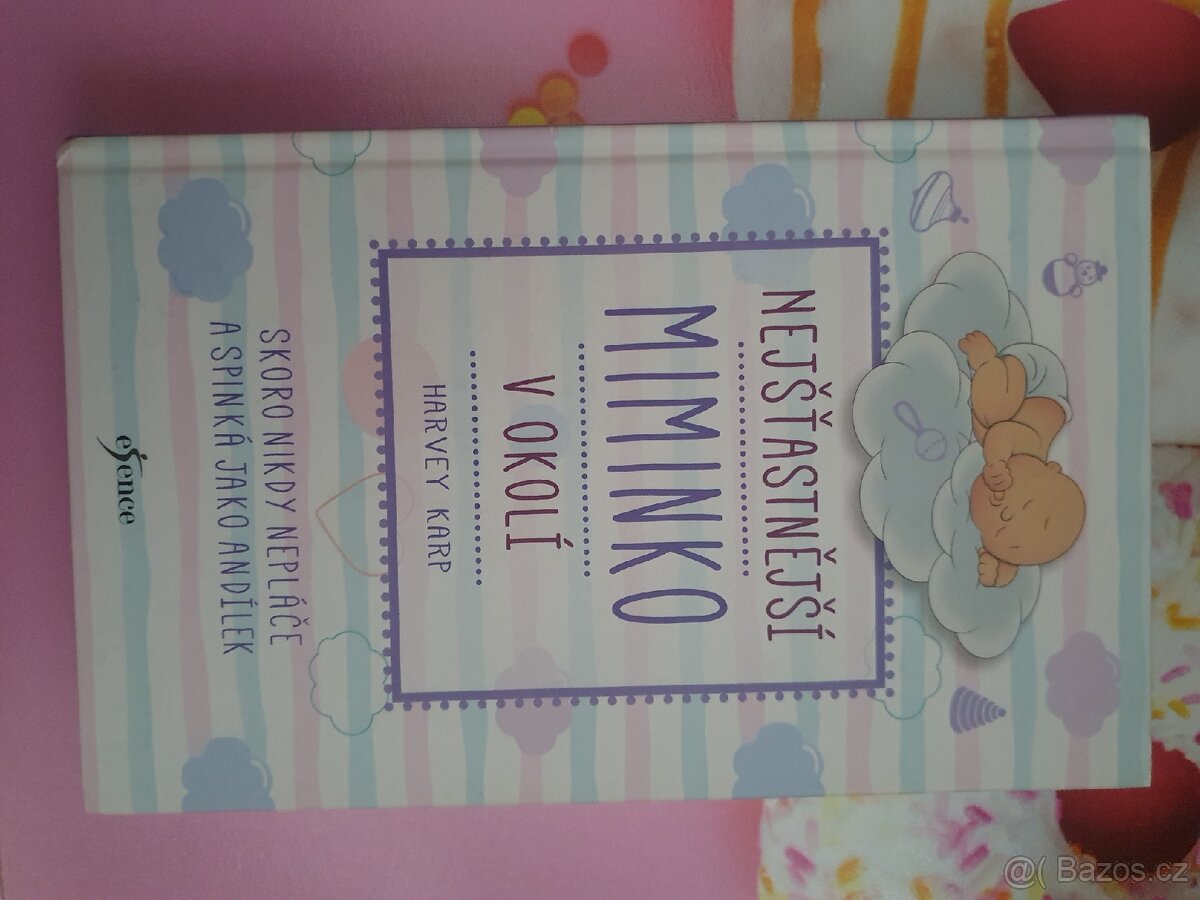 NEJŠŤASTNĚJŠÍ
MIMINKO
V OKOLÍ
HARVEY KARP
SKORO NIKDY NEPLÁČE
A SPINKÁ JAKO ANDÍLEK
esence
@( Bazos.cz